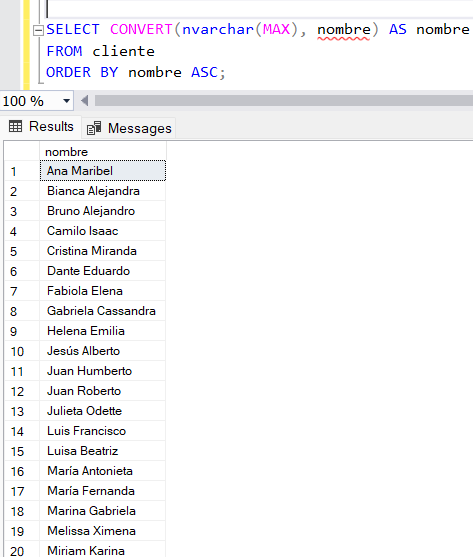 SELECT CONVERT(nvarchar(MAX), nombre) AS nombre
FROM cliente
ORDER BY nombre ASC;
100 %
Results Messages
nombre
1 Ana Maribel
2 Bianca Alejandra
3 Bruno Alejandro
4 Camilo Isaac
5 Cristina Miranda
6 Dante Eduardo
7 Fabiola Elena
8 Gabriela Cassandra
9 Helena Emilia
10 Jesús Alberto
11 Juan Humberto
12 Juan Roberto
13 Julieta Odette
14 Luis Francisco
15 Luisa Beatriz
16 María Antonieta
17 María Fernanda
18 Marina Gabriela
19 Melissa Ximena
20 Miriam Karina